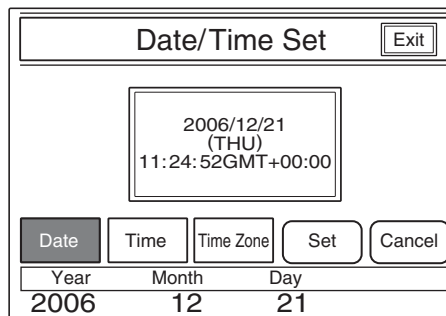 Date/Time Set Exit
2006/12/21
(THU)
11:24:52GMT+00:00
Date Time Time Zone Set Cancel
Year Month Day
2006 12 21